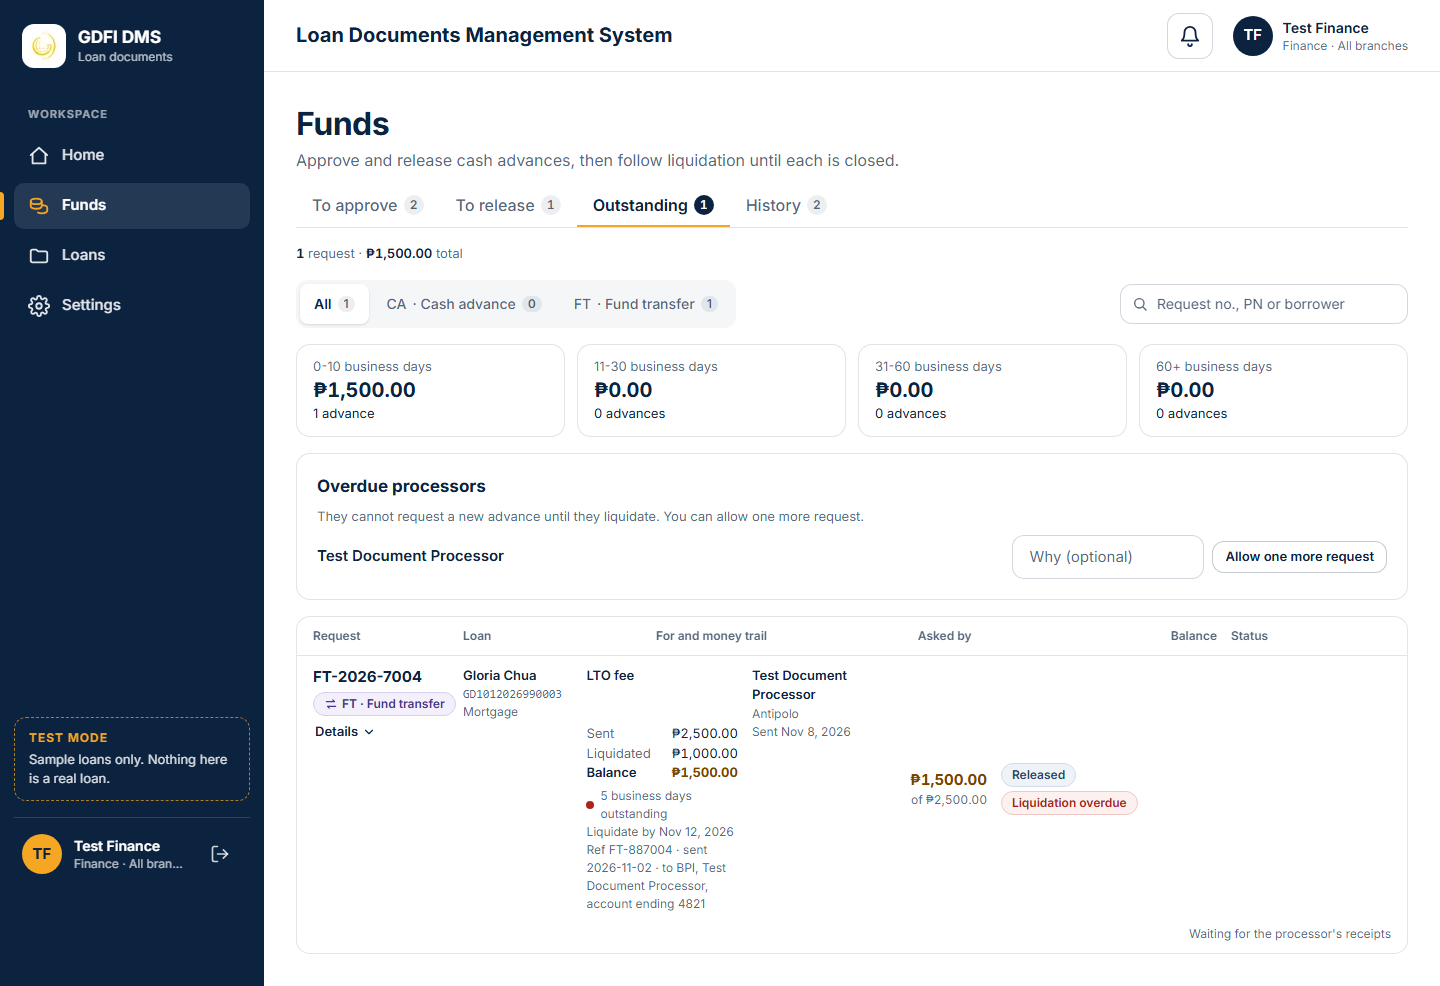 GDFI DMS
Loan documents
WORKSPACE
Home
Funds
Loans
Settings
TEST MODE
Sample loans only. Nothing here
is a real loan.
TF
Test Finance
Finance · All bran...
Loan Documents Management System
TF
Test Finance
Finance · All branches
Funds
Approve and release cash advances, then follow liquidation until each is closed.
To approve 2
To release 1
Outstanding 1
History 2
1 request · ₱1,500.00 total
All 1
CA · Cash advance 0
FT · Fund transfer 1
Request no., PN or borrower
0-10 business days
₱1,500.00
1 advance
11-30 business days
₱0.00
0 advances
31-60 business days
₱0.00
0 advances
60+ business days
₱0.00
0 advances
Overdue processors
They cannot request a new advance until they liquidate. You can allow one more request.
Test Document Processor
Why (optional)
Allow one more request
Request
Loan
For and money trail
Asked by
Balance
Status
FT-2026-7004
FT · Fund transfer
Details
Gloria Chua
GD1012026990003
Mortgage
LTO fee
Sent ₱2,500.00
Liquidated ₱1,000.00
Balance ₱1,500.00
5 business days
outstanding
Liquidate by Nov 12, 2026
Ref FT-887004 · sent
2026-11-02 · to BPI, Test
Document Processor,
account ending 4821
Test Document
Processor
Antipolo
Sent Nov 8, 2026
₱1,500.00
of ₱2,500.00
Released
Liquidation overdue
Waiting for the processor's receipts